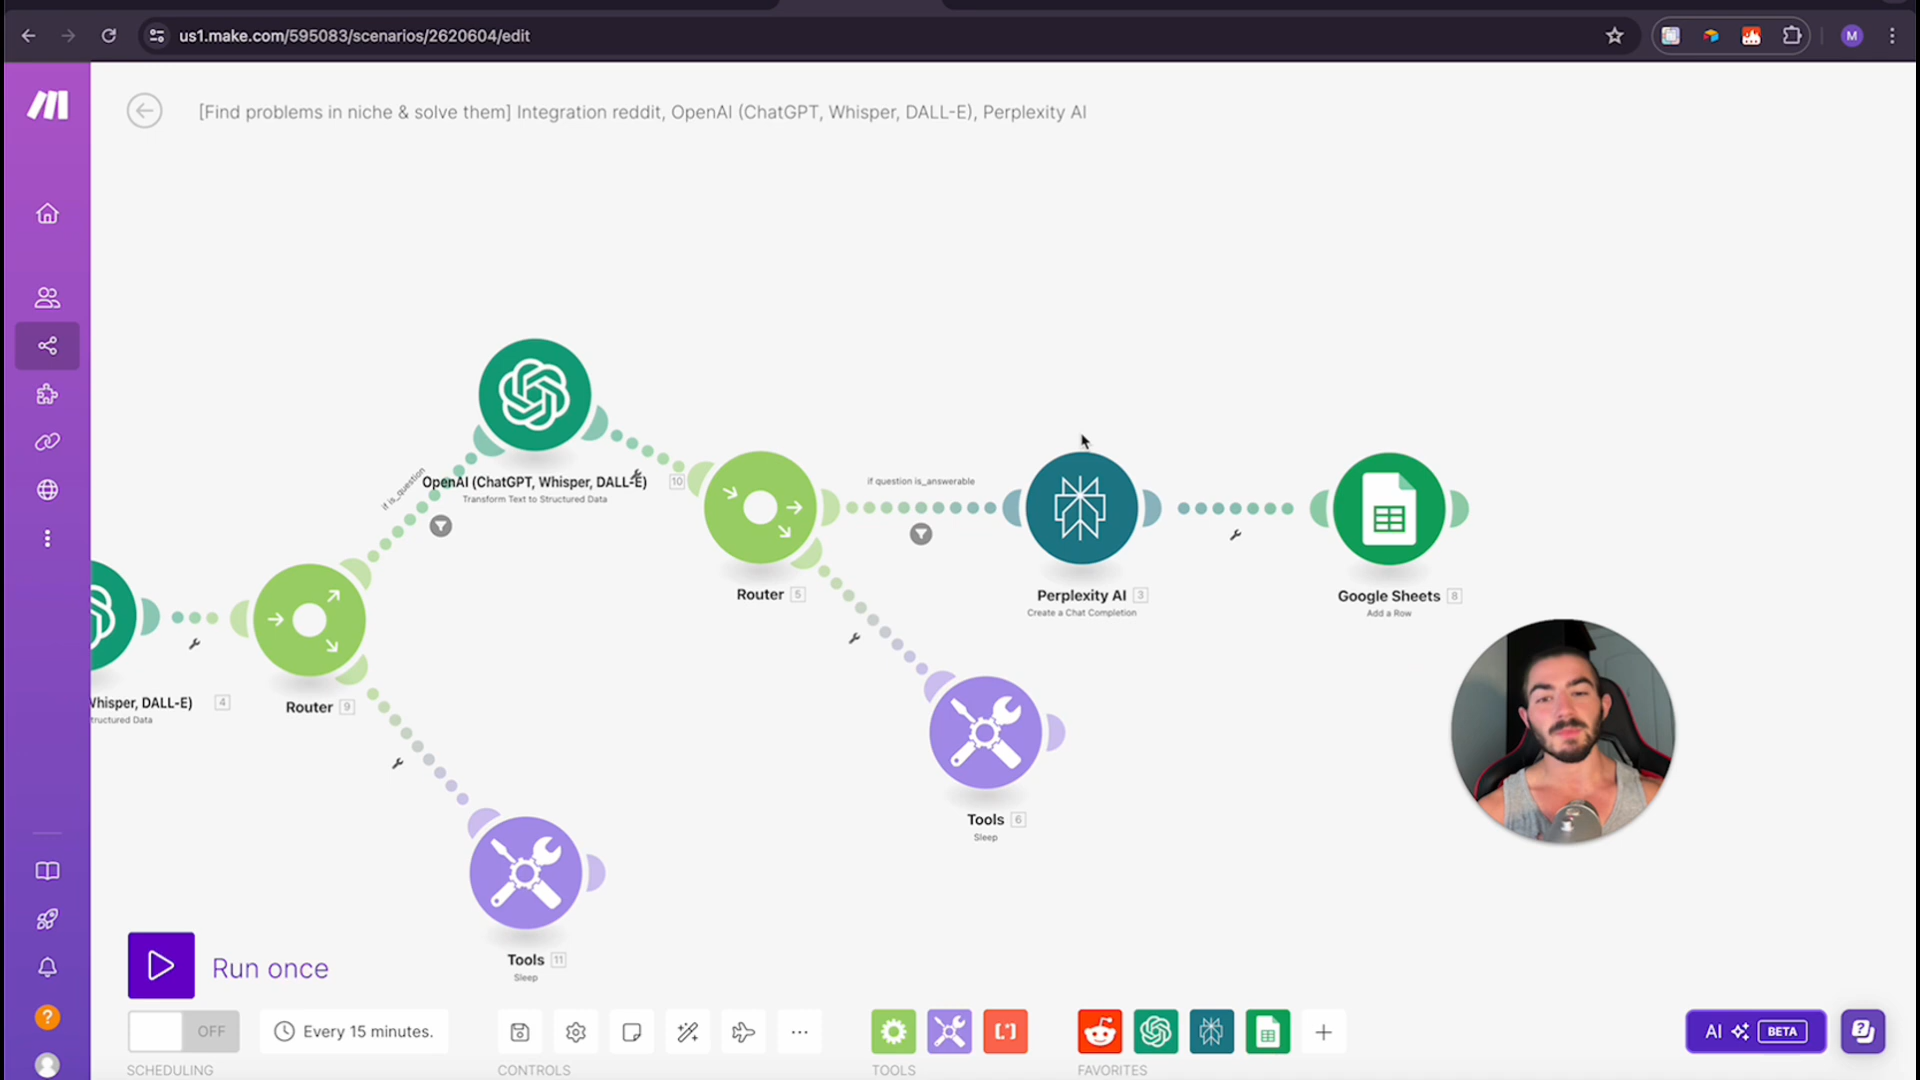 us1.make.com/595083/scenarios/2620604/edit
M
[Find problems in niche & solve them] Integration reddit, OpenAI (ChatGPT, Whisper, DALL-E), Perplexity AI
if is_question
OpenAI (ChatGPT, Whisper, DALL-E) 10
Transform Text to Structured Data
if question is_answerable
Router 5
Perplexity AI 3
Create a Chat Completion
Google Sheets 8
Add a Row
Whisper, DALL-E) 4
tructured Data
Router 9
Tools 6
Sleep
Tools 11
Sleep
Run once
OFF
Every 15 minutes.
AI BETA
SCHEDULING
CONTROLS
TOOLS
FAVORITES